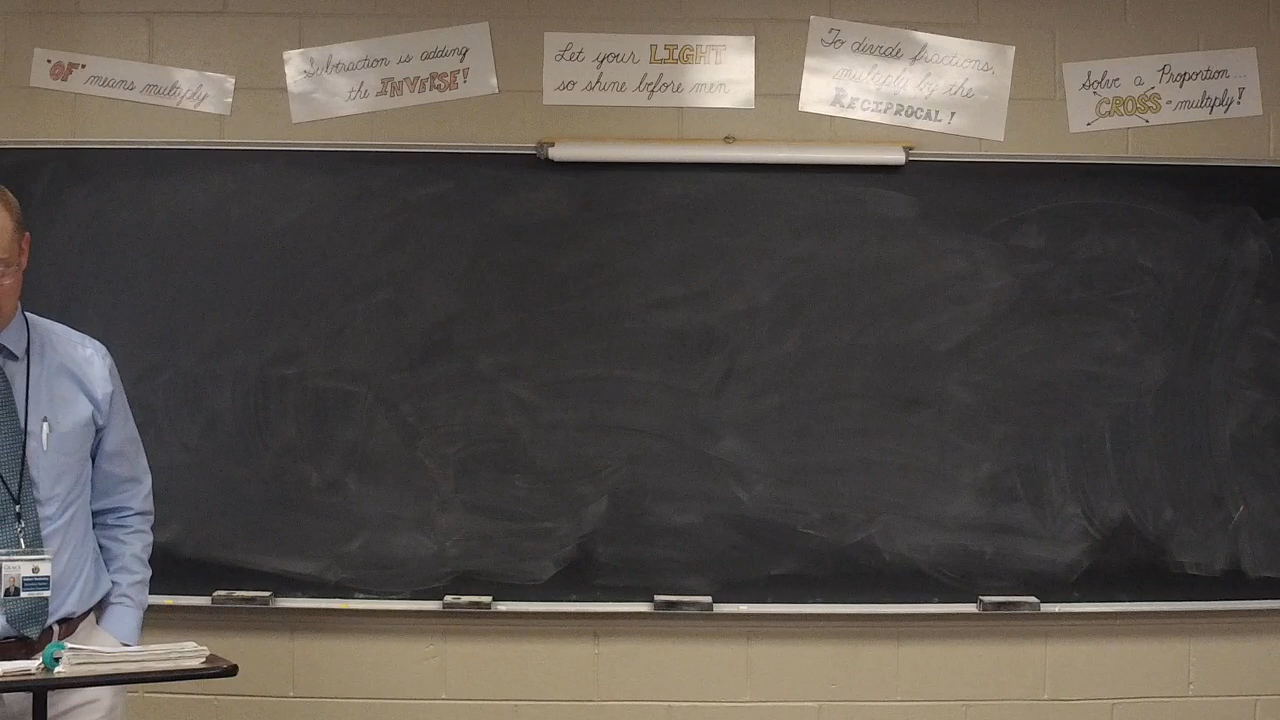 "OF" means multiply
Subtraction is adding
the INVERSE!
Let your LIGHT
so shine before men
To divide fractions,
multiply by the
RECIPROCAL!
Solve a Proportion...
CROSS-multiply!
GRACE